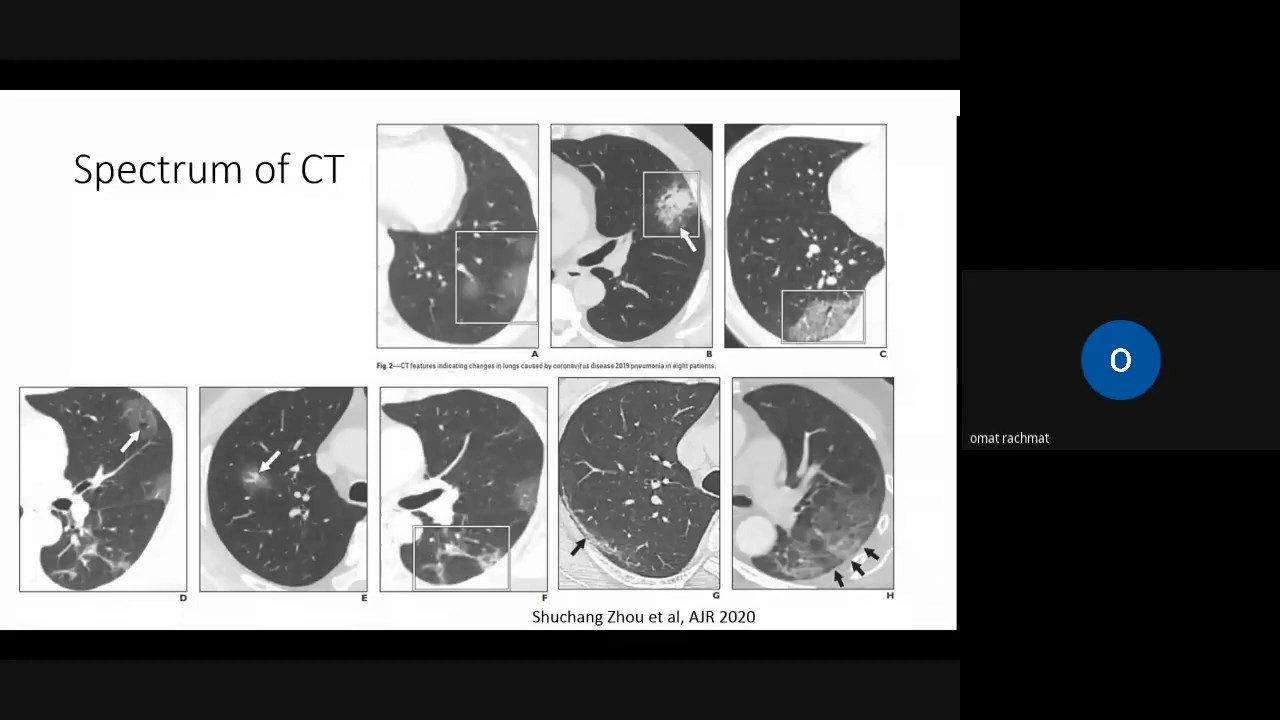 Spectrum of CT
A
B
C
Fig. 2—CT features indicating changes in lungs caused by coronavirus disease 2019 pneumonia in eight patients.
D
E
F
G
H
Shuchang Zhou et al, AJR 2020
O
omat rachmat